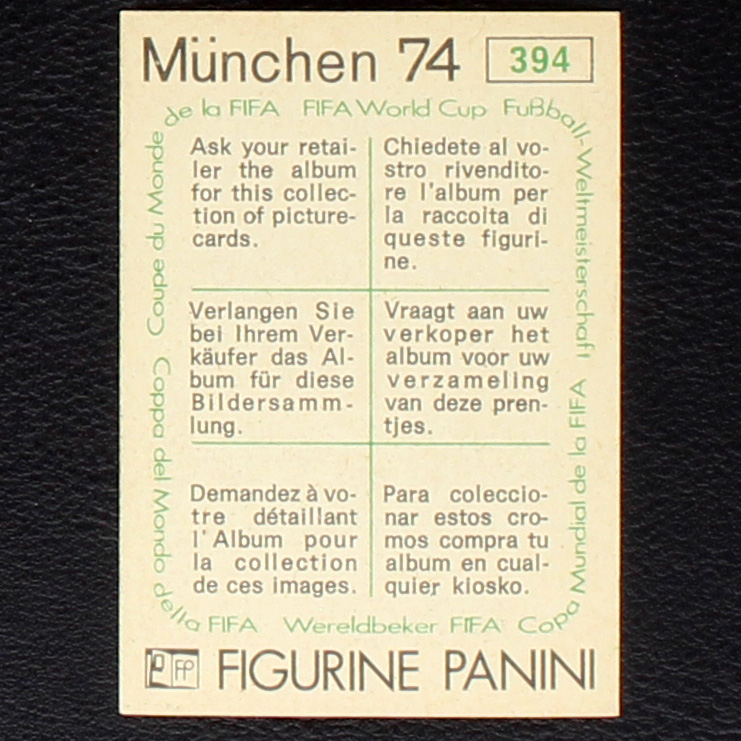 München 74 394
de la FIFA FIFA World Cup Fußball-Weltmeisterschaft
Ask your retai-
ler the album
for this collec-
tion of picture-
cards.
Chiedete al vo-
stro rivendito-
re l'album per
la raccolta di
queste figuri-
ne.
Verlangen Sie
bei Ihrem Ver-
käufer das Al-
bum für diese
Bildersamm-
lung.
Vraagt aan uw
verkoper het
album voor uw
verzameling
van deze pren-
tjes.
Demandez à vo-
tre détaillant
l'Album pour
la collection
de ces images.
Para coleccio-
nar estos cro-
mos compra tu
album en cual-
quier kiosko.
Copa Mundial de la FIFA
Coppa del Mondo della FIFA
Wereldbeker FIFA
Coupe du Monde
FP FIGURINE PANINI